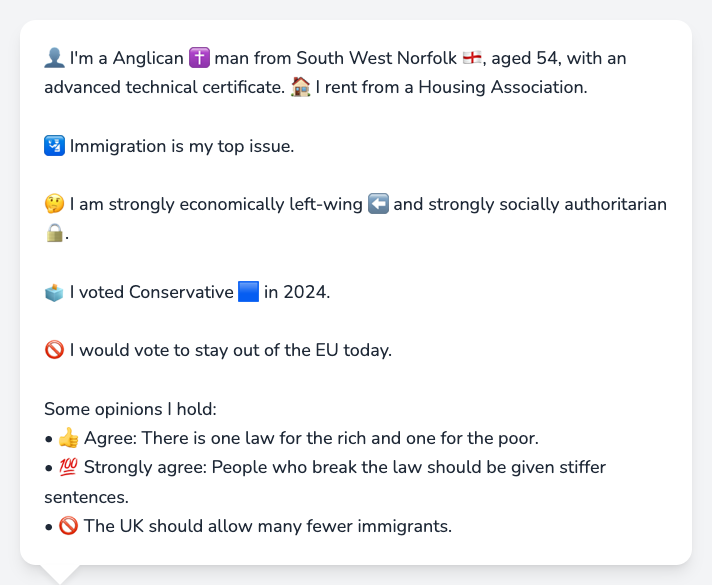 👤 I'm a Anglican ✝️ man from South West Norfolk 🏴󠁧󠁢󠁥󠁮󠁧󠁿, aged 54, with an
advanced technical certificate. 🏠 I rent from a Housing Association.
🛂 Immigration is my top issue.
🤔 I am strongly economically left-wing ⬅️ and strongly socially authoritarian
🔒.
🗳️ I voted Conservative 🟦 in 2024.
🚫 I would vote to stay out of the EU today.
Some opinions I hold:
• 👍 Agree: There is one law for the rich and one for the poor.
• 💯 Strongly agree: People who break the law should be given stiffer
sentences.
• 🚫 The UK should allow many fewer immigrants.